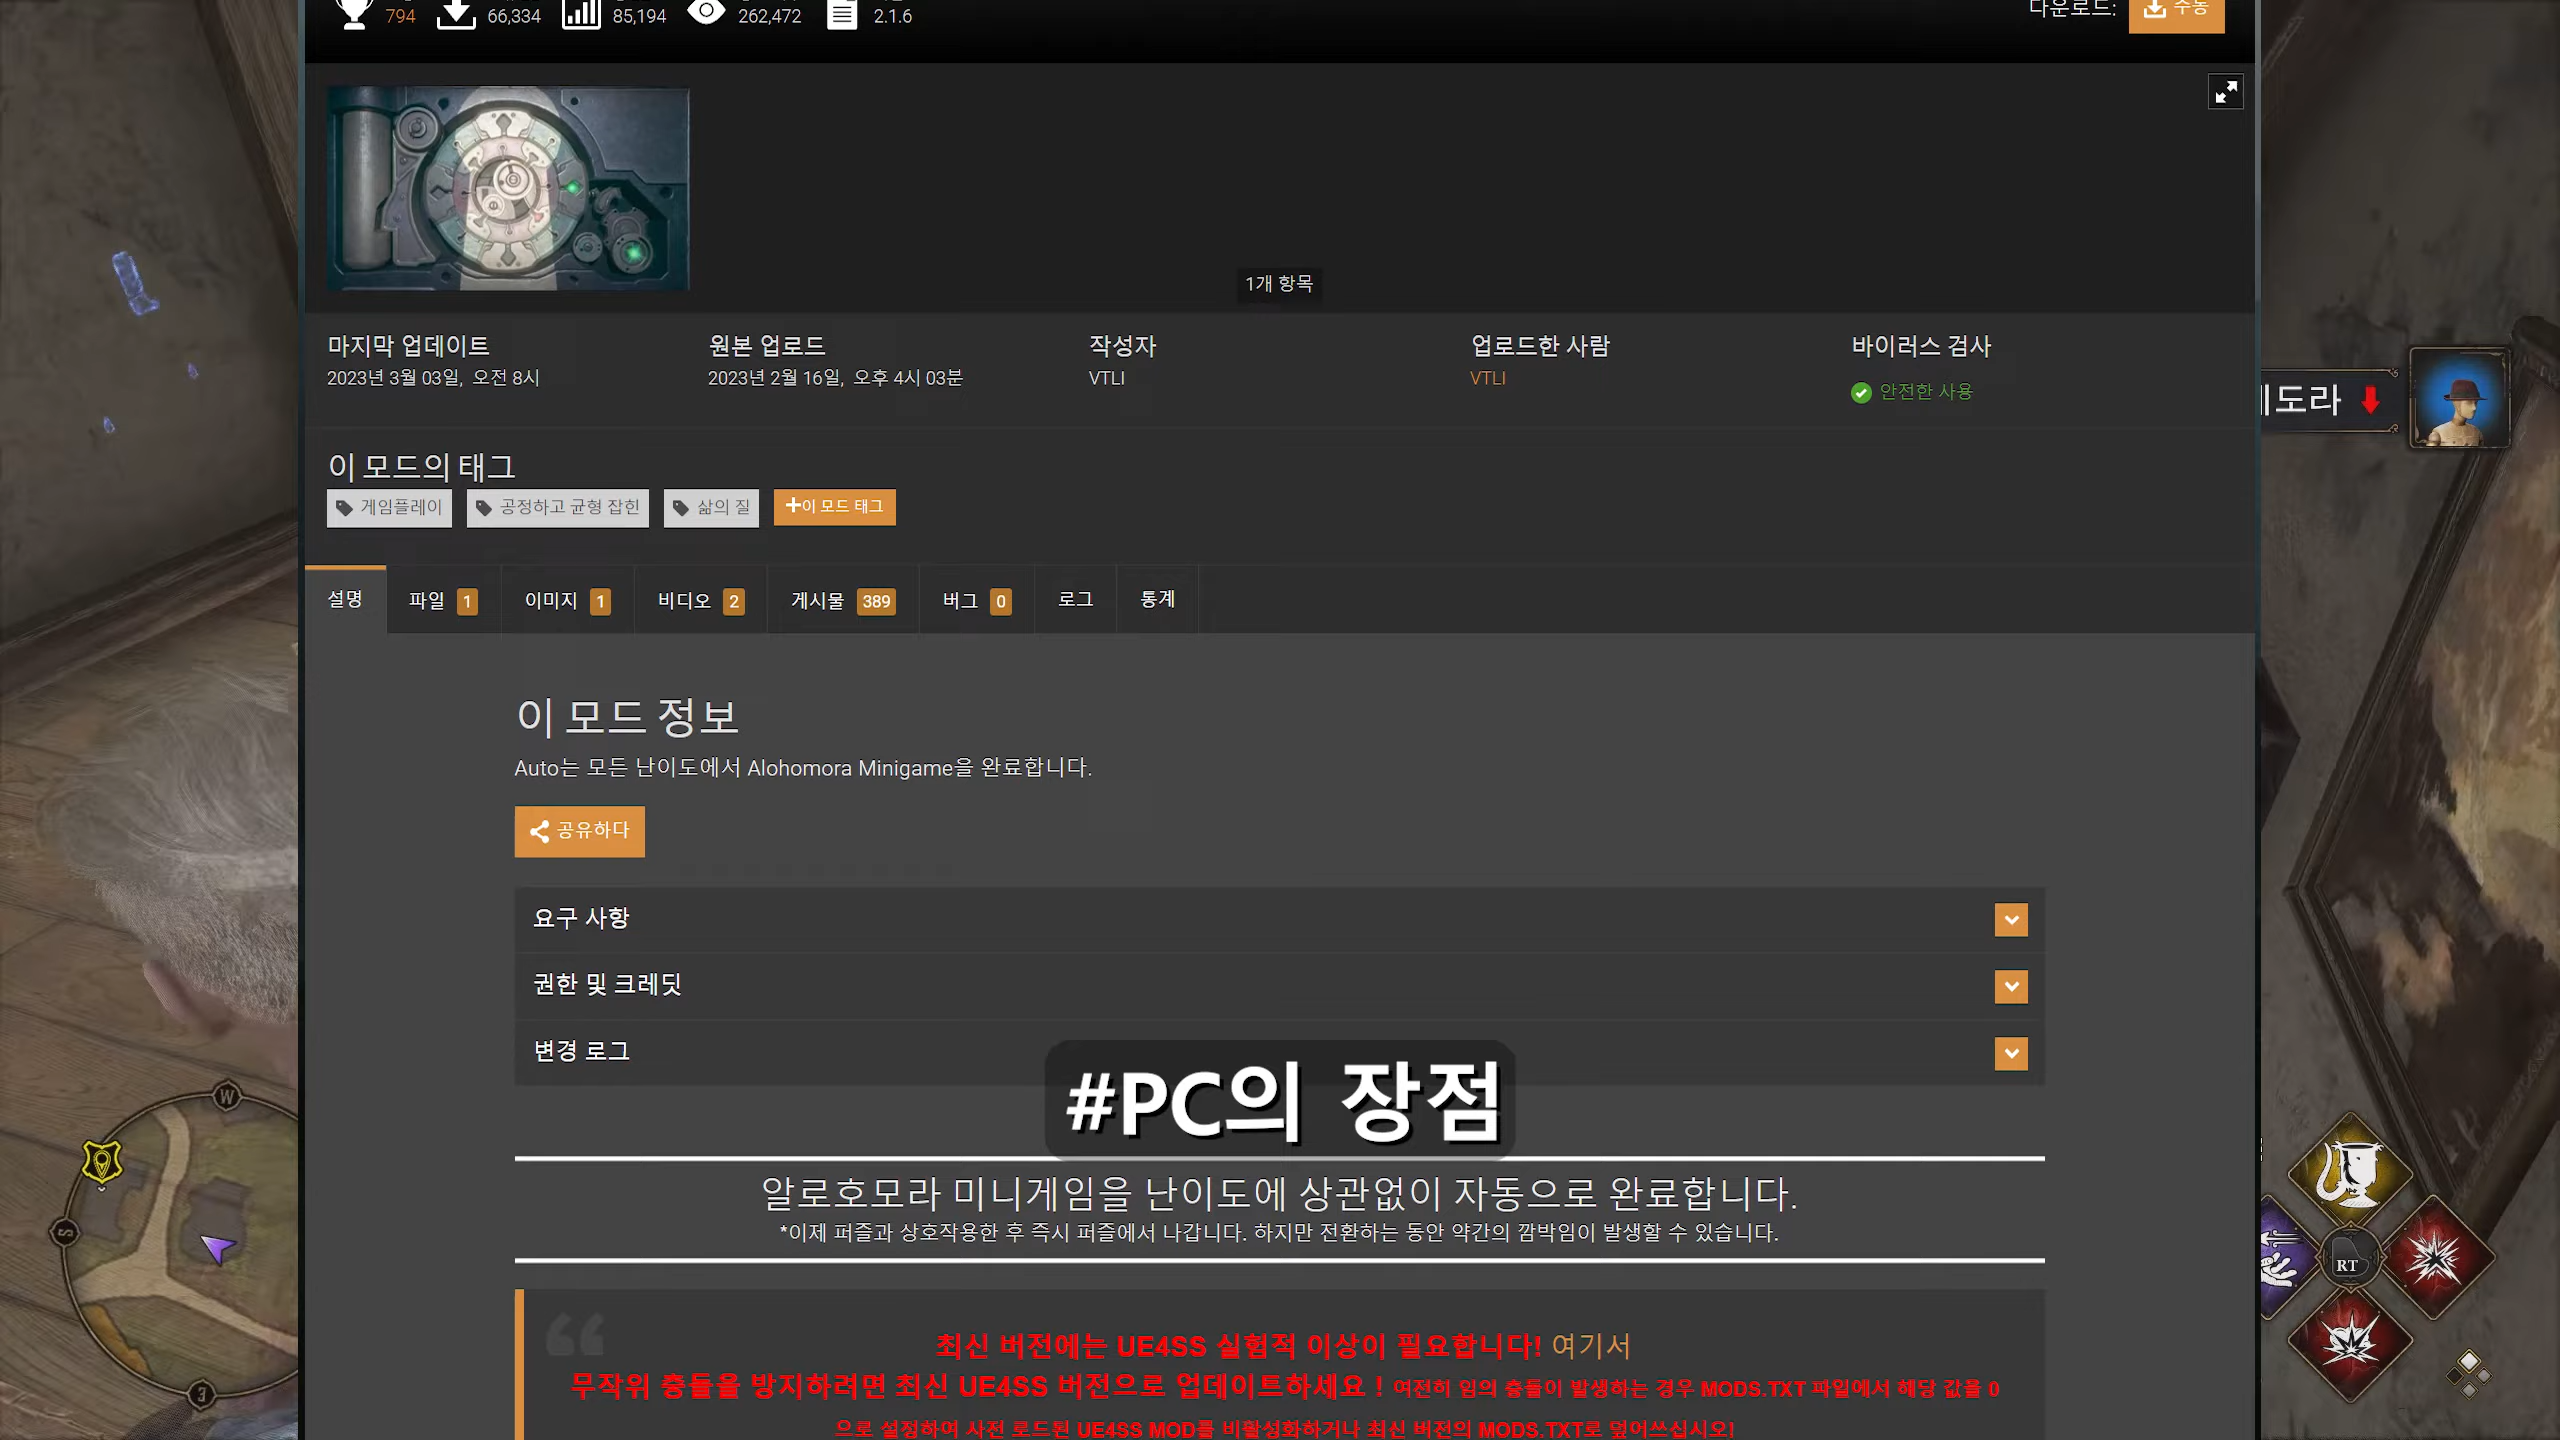 794
66,334
85,194
262,472
2.1.6
다운로드:
수동
1개 항목
마지막 업데이트
2023년 3월 03일, 오전 8시
원본 업로드
2023년 2월 16일, 오후 4시 03분
작성자
VTLI
업로드한 사람
VTLI
바이러스 검사
안전한 사용
도라
이 모드의 태그
게임플레이
공정하고 균형 잡힌
삶의 질
+이 모드 태그
설명
파일 1
이미지 1
비디오 2
게시물 389
버그 0
로그
통계
이 모드 정보
Auto는 모든 난이도에서 Alohomora Minigame을 완료합니다.
공유하다
요구 사항
권한 및 크레딧
변경 로그
#PC의 장점
알로호모라 미니게임을 난이도에 상관없이 자동으로 완료합니다.
*이제 퍼즐과 상호작용한 후 즉시 퍼즐에서 나갑니다. 하지만 전환하는 동안 약간의 깜박임이 발생할 수 있습니다.
최신 버전에는 UE4SS 실험적 이상이 필요합니다! 여기서
무작위 충돌을 방지하려면 최신 UE4SS 버전으로 업데이트하세요 ! 여전히 임의 충돌이 발생하는 경우 MODS.TXT 파일에서 해당 값을 0
으로 설정하여 사전 로드된 UE4SS MOD를 비활성화하거나 최신 버전의 MODS.TXT로 덮어쓰십시오!
W
RT